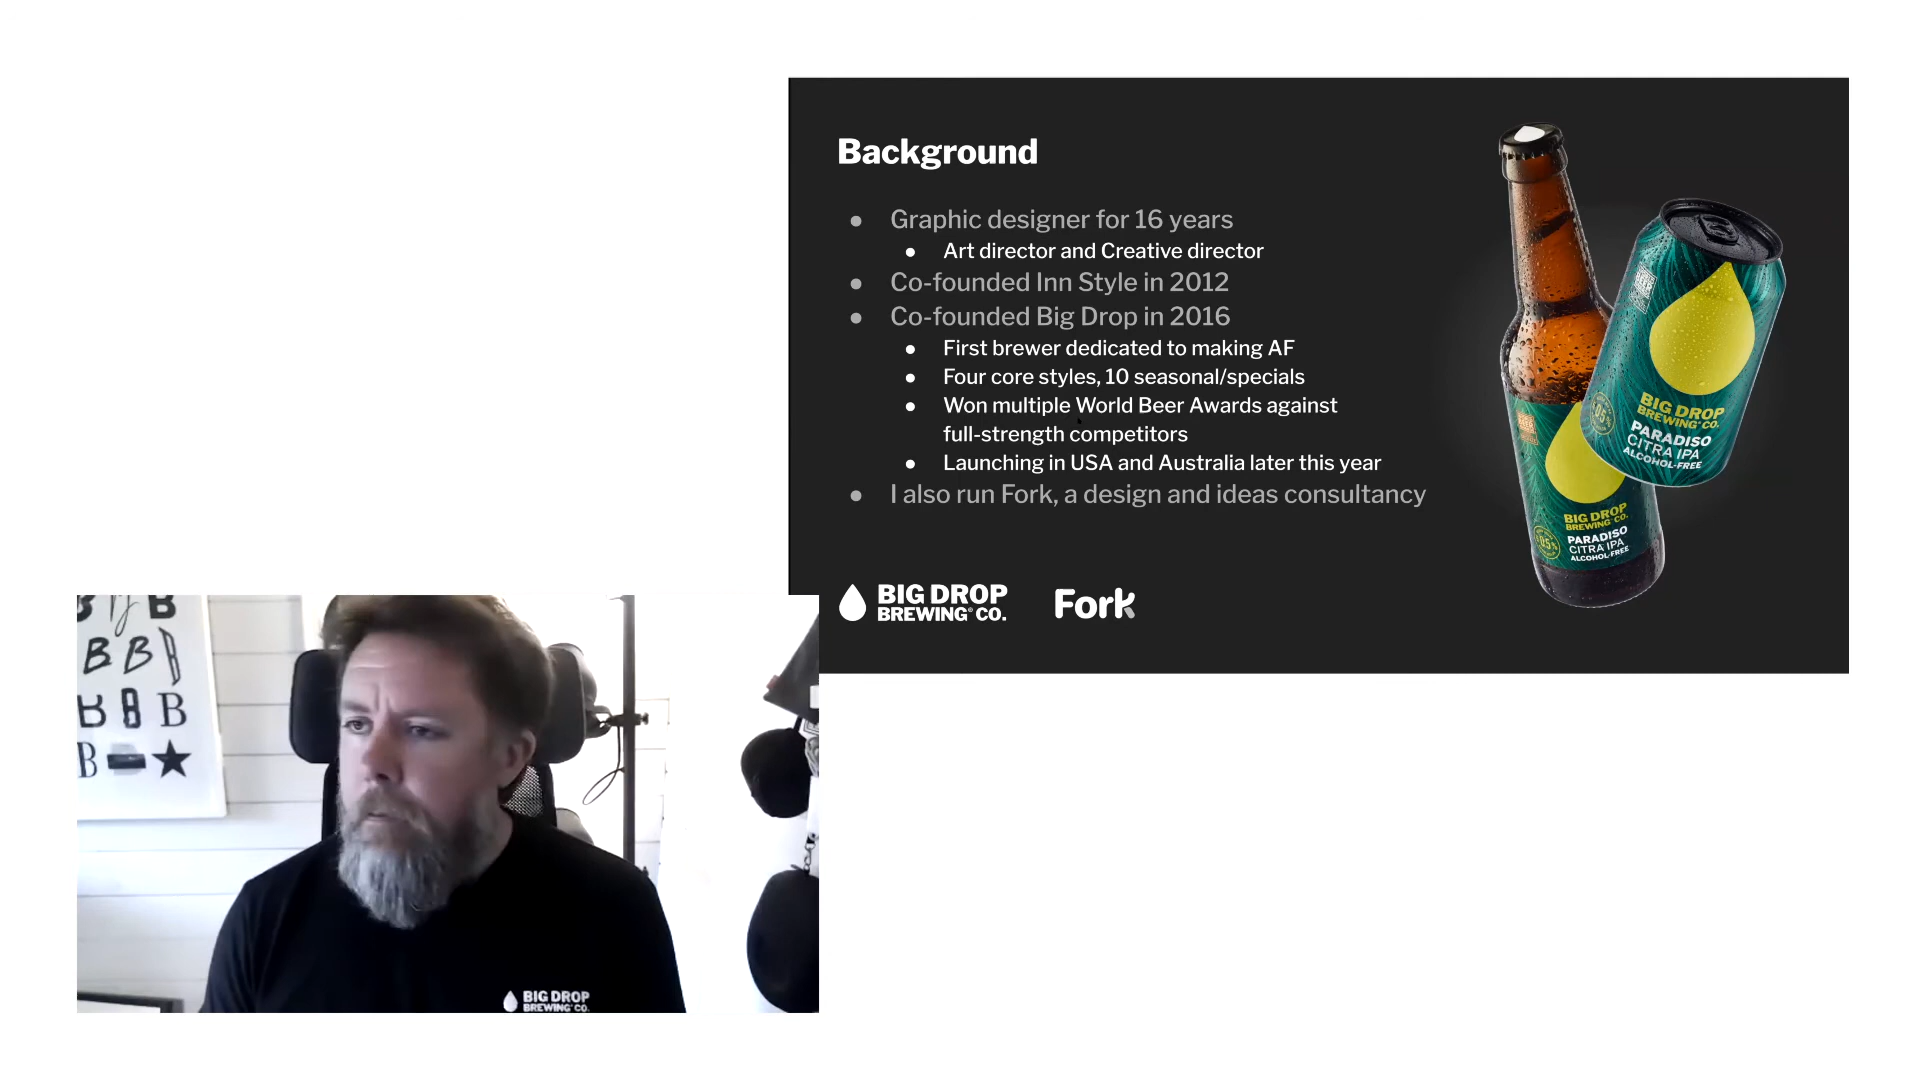 Background
Graphic designer for 16 years
Art director and Creative director
Co-founded Inn Style in 2012
Co-founded Big Drop in 2016
First brewer dedicated to making AF
Four core styles, 10 seasonal/specials
Won multiple World Beer Awards against
full-strength competitors
Launching in USA and Australia later this year
I also run Fork, a design and ideas consultancy
BIG DROP
BREWING CO.
PARADISO
CITRA IPA
ALCOHOL-FREE
BIG DROP
BREWING CO.
PARADISO
CITRA IPA
ALCOHOL-FREE
BIG DROP
BREWING® CO.
Fork
B B
B B
B B
B
BIG DROP
BREWING® CO.